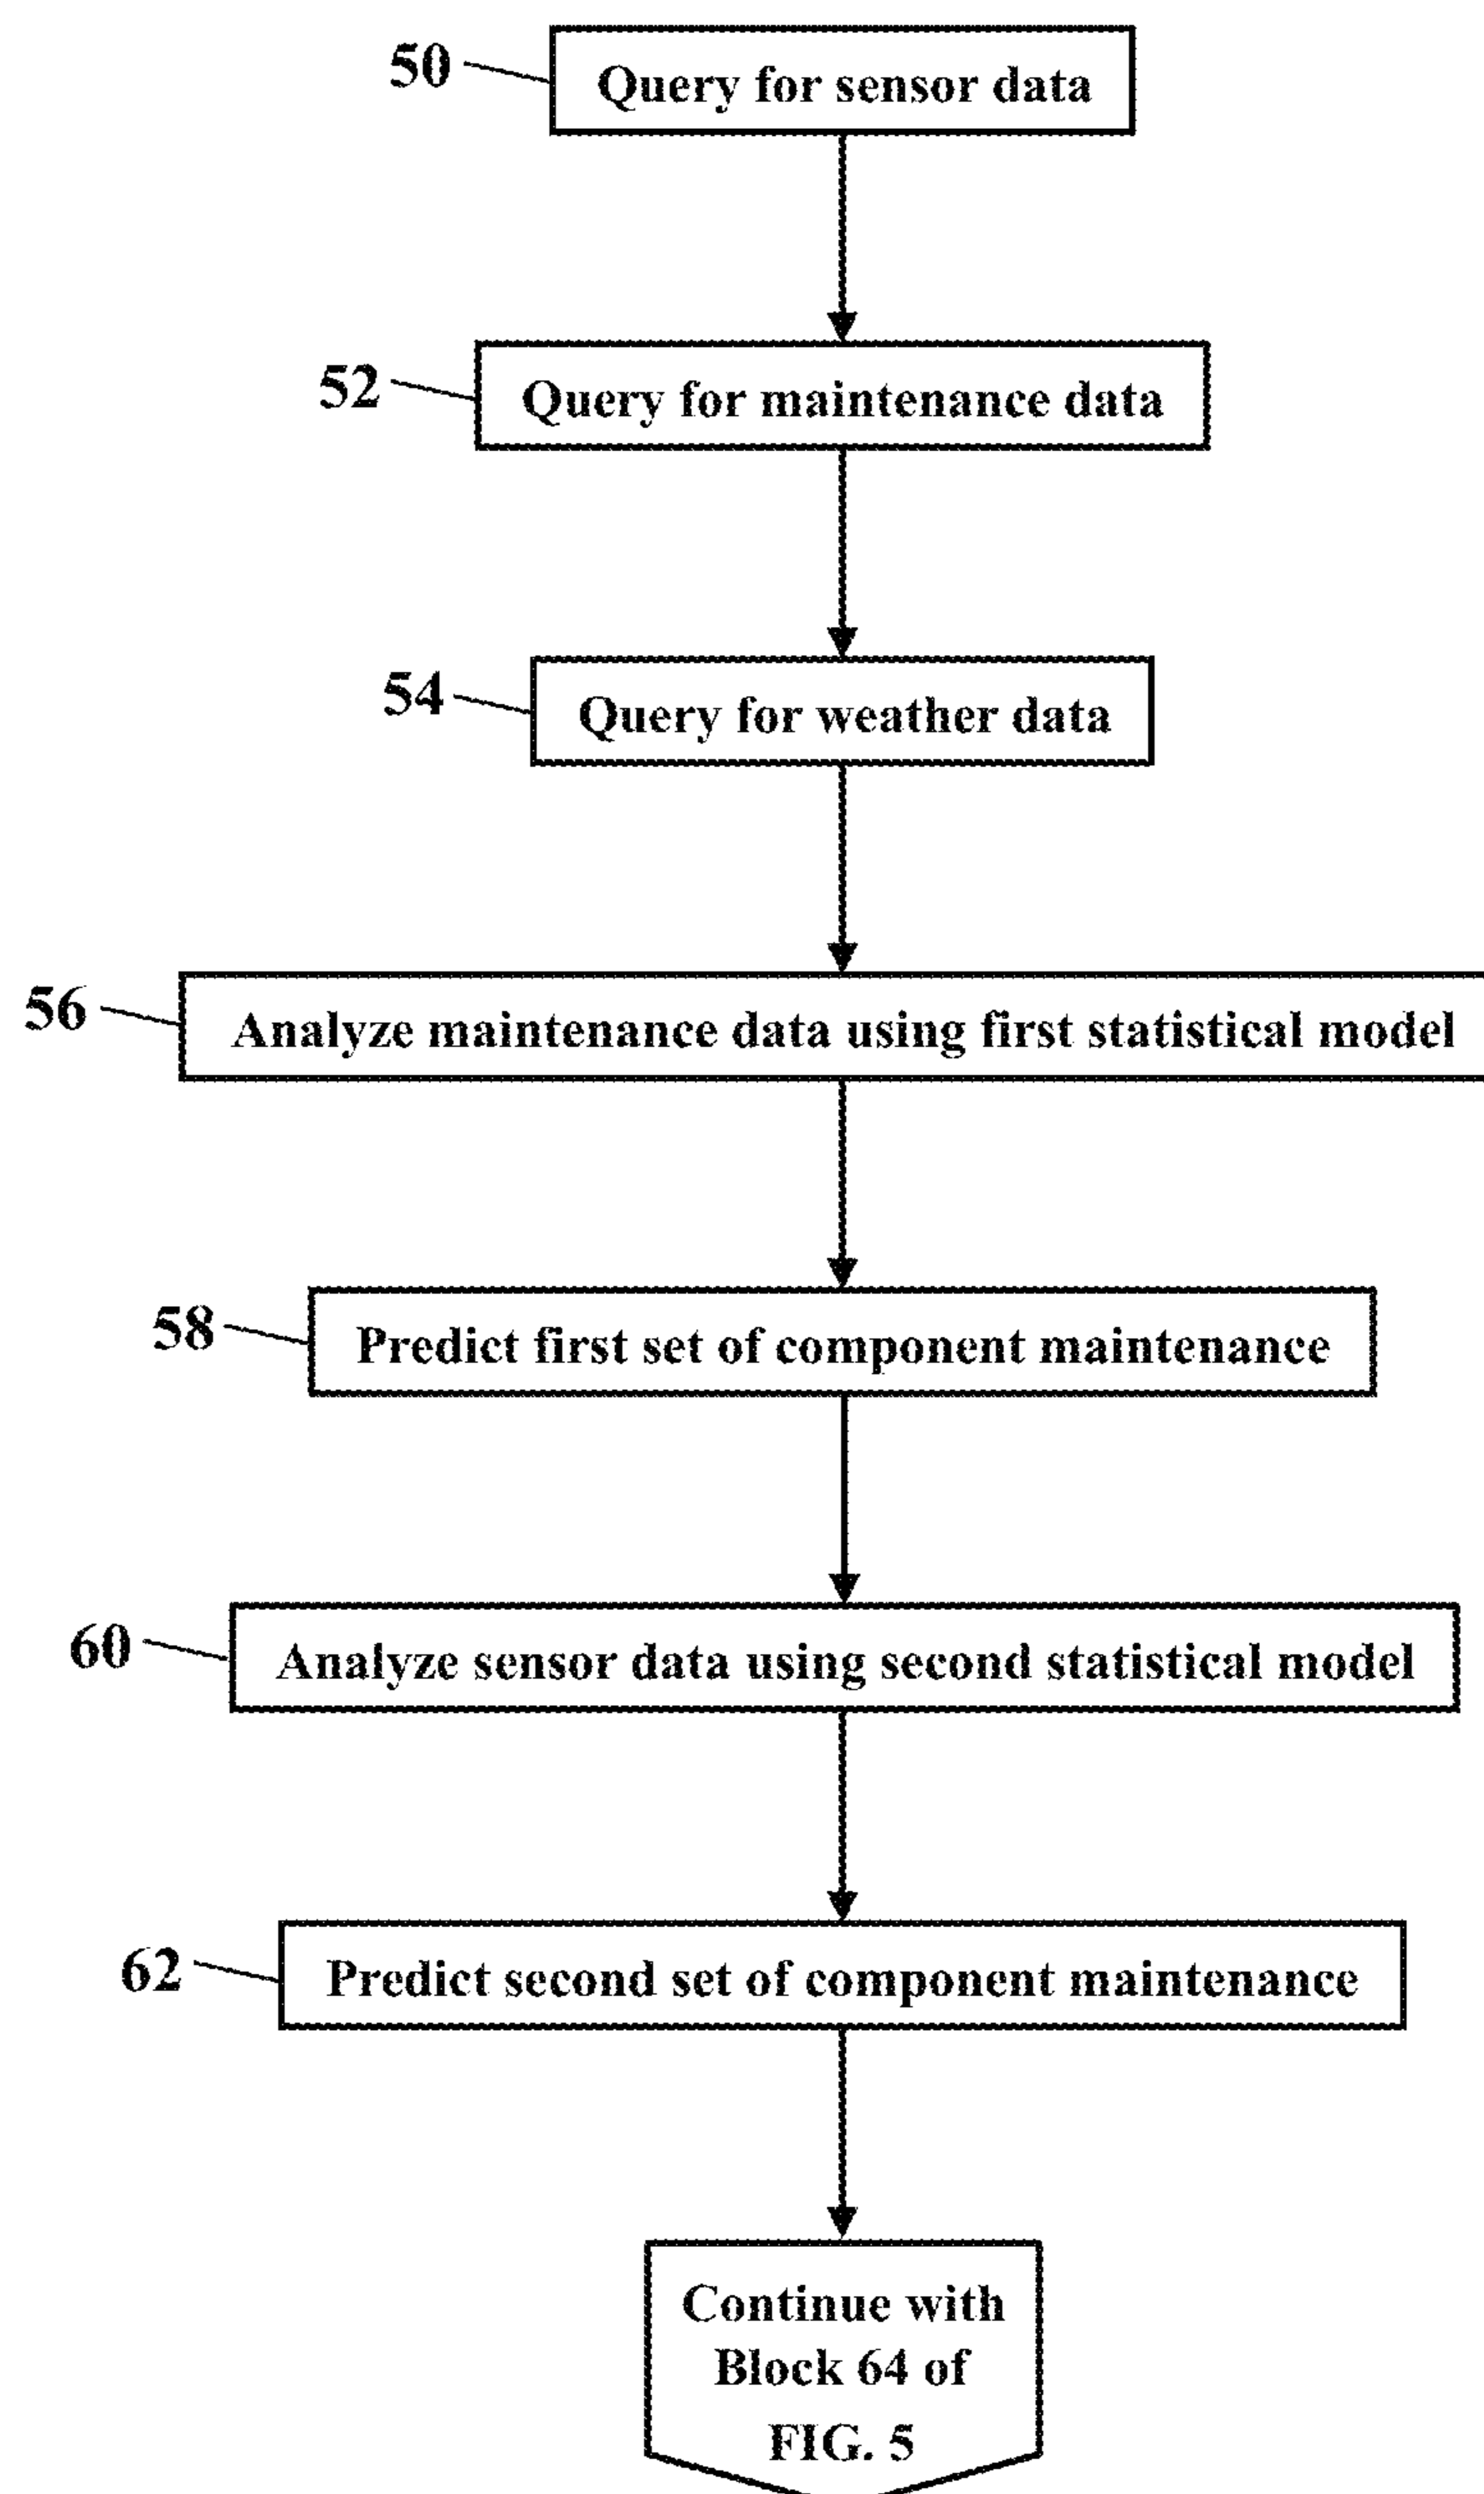 50
Query for sensor data
52
Query for maintenance data
54
Query for weather data
56
Analyze maintenance data using first statistical model
58
Predict first set of component maintenance
60
Analyze sensor data using second statistical model
62
Predict second set of component maintenance
Continue with
Block 64 of
FIG. 5